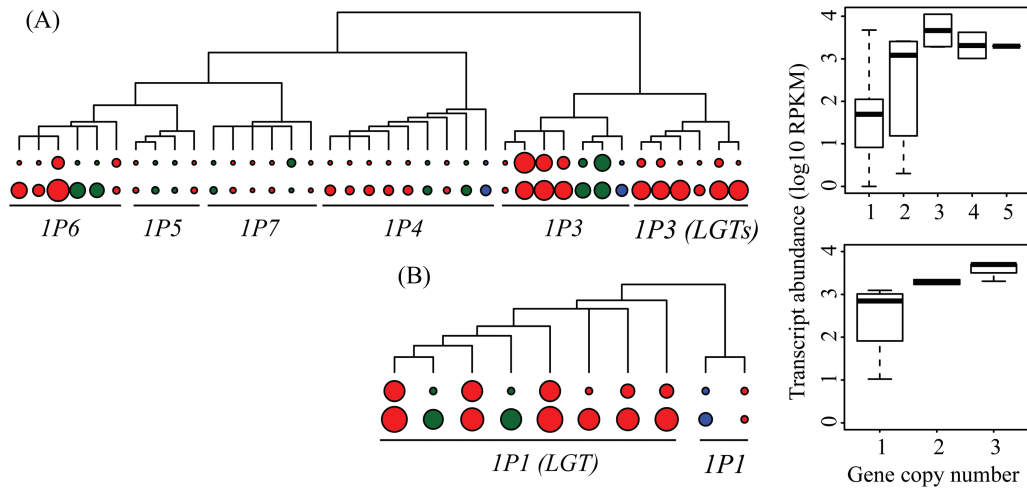 (A)
1P6 1P5 1P7 1P4 1P3 1P3 (LGTs)
(B)
1P1 (LGT) 1P1
Transcript abundance (log10 RPKM)
4
3
2
1
0
1 2 3 4 5
4
3
2
1
0
1 2 3
Gene copy number